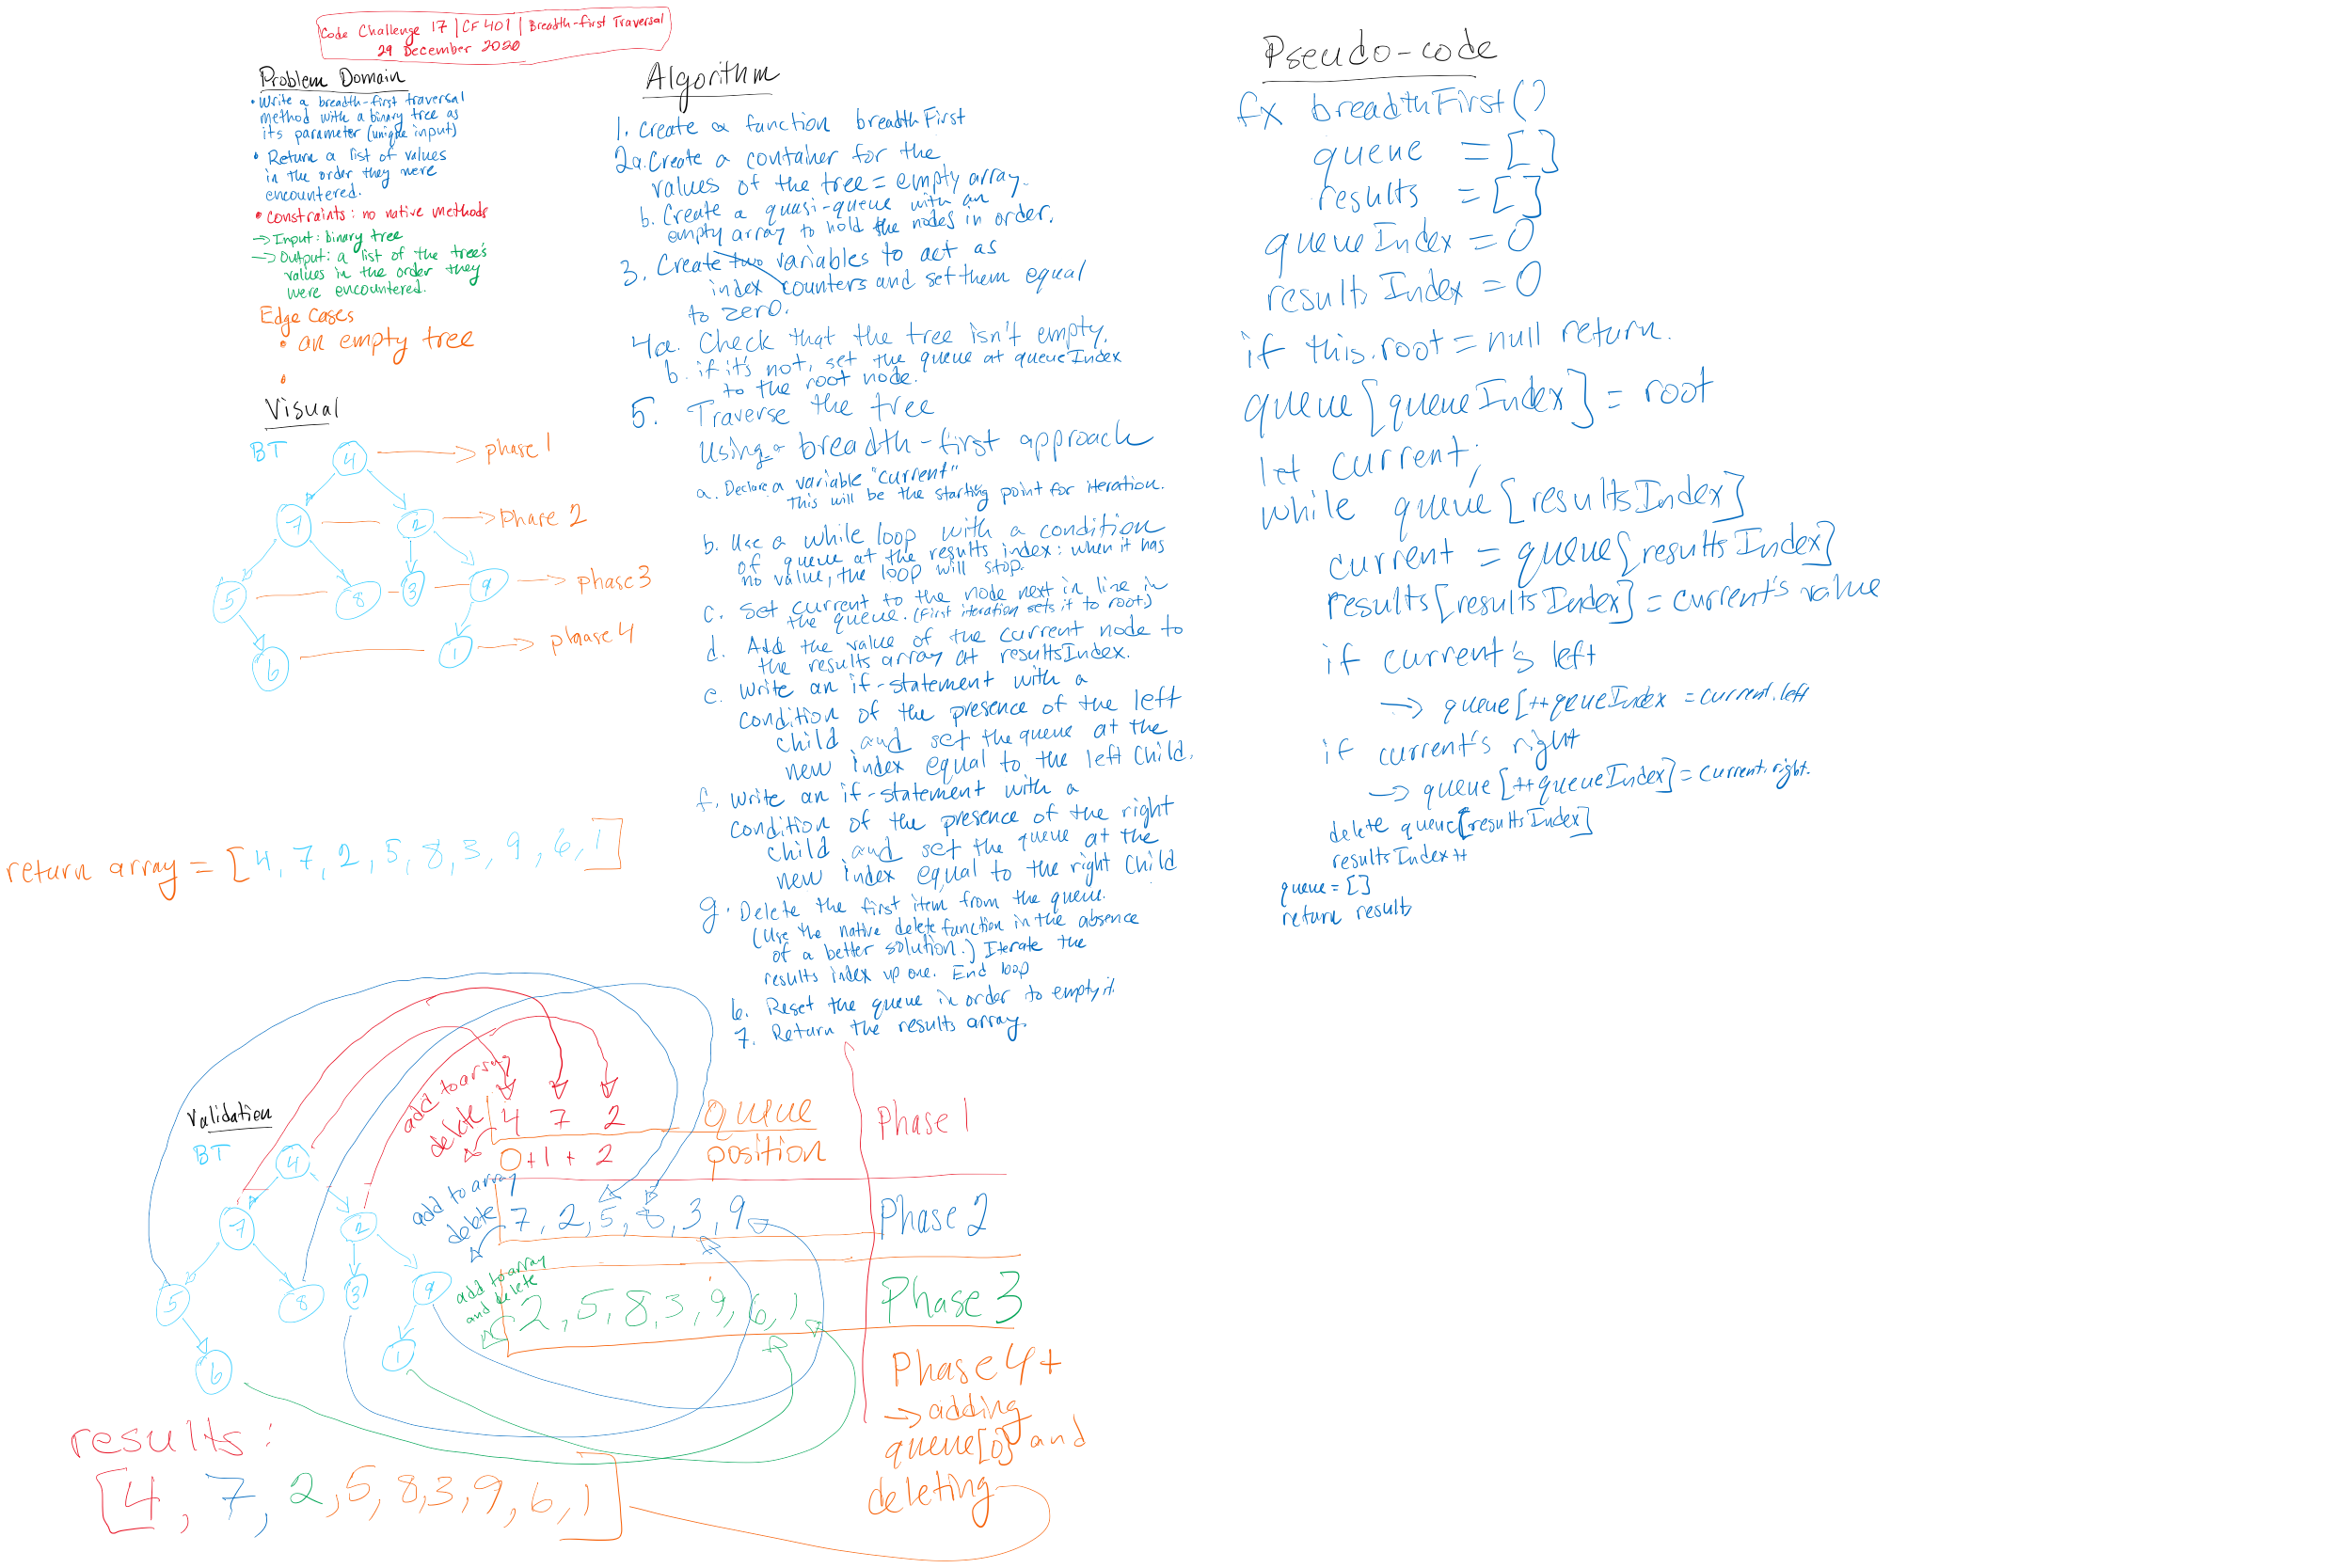 Code Challenge 17 | CF 401 | Breadth-first Traversal
29 December 2020
Problem Domain
• Write a breadth-first traversal
method with a binary tree as
its parameter (unique input)
• Return a list of values
in the order they were
encountered.
• Constraints: no native methods
→ Input: binary tree
→ Output: a list of the tree's
values in the order they
were encountered.
Edge Cases
• an empty tree
•
Visual
BT
4
phase 1
7
2
phase 2
5
8
3
9
phase 3
6
1
phase 4
return array = [4, 7, 2, 5, 8, 3, 9, 6, 1]
Algorithm
1. Create a function breadthFirst
2a. Create a container for the
values of the tree = empty array.
b. Create a quasi-queue with an
empty array to hold the nodes in order.
3. Create two variables to act as
index counters and set them equal
to zero.
4a. Check that the tree isn't empty.
b. if it's not, set the queue at queueIndex
to the root node.
5. Traverse the tree
Using a breadth-first approach
a. Declare a variable "current"
This will be the starting point for iteration.
b. Use a while loop with a condition
of queue at the results index: when it has
no value, the loop will stop.
c. Set current to the node next in line in
the queue. (First iteration sets it to root.)
d. Add the value of the current node to
the results array at resultsIndex.
e. Write an if-statement with a
condition of the presence of the left
child and set the queue at the
new index equal to the left child.
f. Write an if-statement with a
condition of the presence of the right
child and set the queue at the
new index equal to the right child
g. Delete the first item from the queue.
(Use the native delete function in the absence
of a better solution.) Iterate the
results index up one. End loop
6. Reset the queue in order to empty it.
7. Return the results array.
Pseudo-code
fx breadthFirst()
queue = []
results = []
queueIndex = 0
resultsIndex = 0
if this.root = null return.
queue[queueIndex] = root
let current;
while queue[resultsIndex]
current = queue[resultsIndex]
results[resultsIndex] = current's value
if current's left
→ queue[++queueIndex = current.left
if current's right
→ queue[++queueIndex] = current.right.
delete queue[resultsIndex]
resultsIndex++
queue = []
return results
Validation
BT
4
7
2
5
8
3
9
6
1
add to array
delete
4 7 2
queue
0+1+2
position
Phase 1
add to array
delete
7, 2, 5, 8, 3, 9
Phase 2
add to array
and delete
2, 5, 8, 3, 9, 6, 1
Phase 3
Phase 4+
→ adding
queue[0] and
deleting
results:
[4, 7, 2, 5, 8, 3, 9, 6, 1]